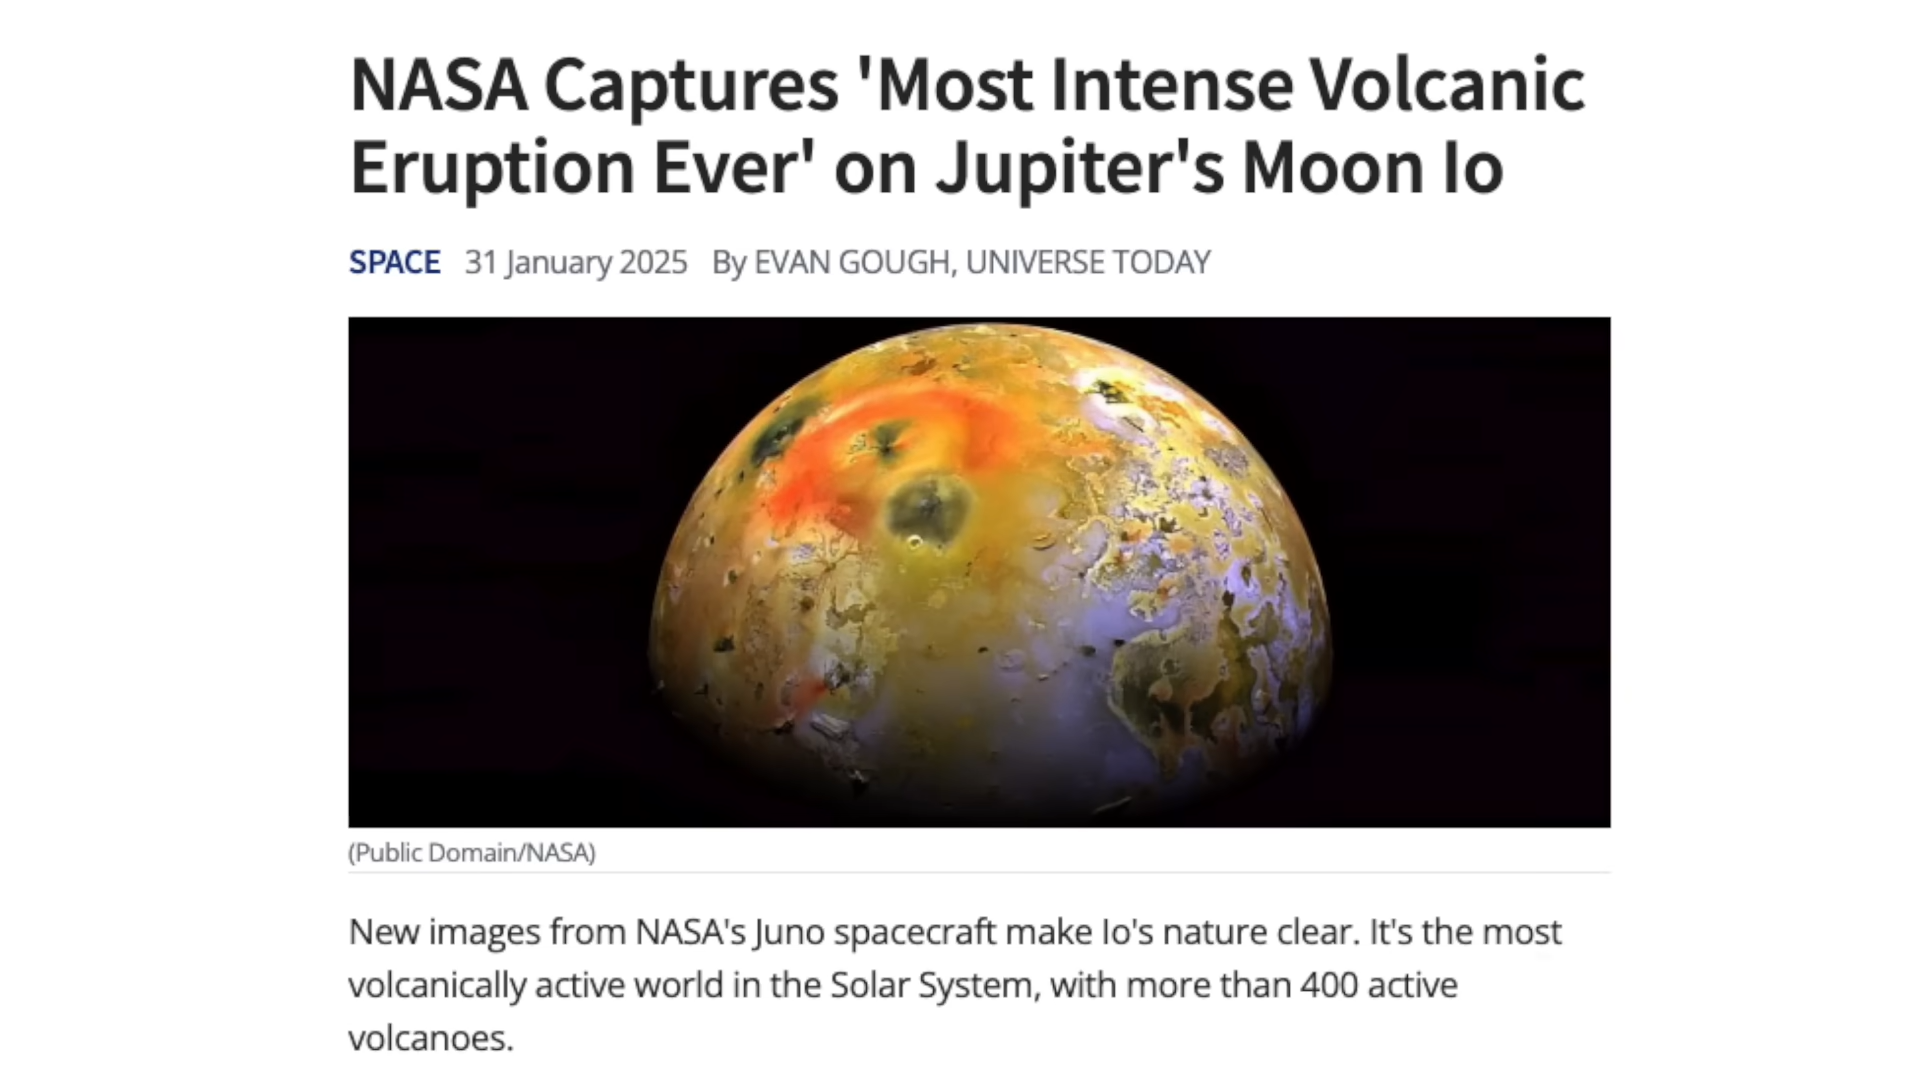 NASA Captures 'Most Intense Volcanic
Eruption Ever' on Jupiter's Moon Io
SPACE 31 January 2025 By EVAN GOUGH, UNIVERSE TODAY
(Public Domain/NASA)
New images from NASA's Juno spacecraft make Io's nature clear. It's the most
volcanically active world in the Solar System, with more than 400 active
volcanoes.